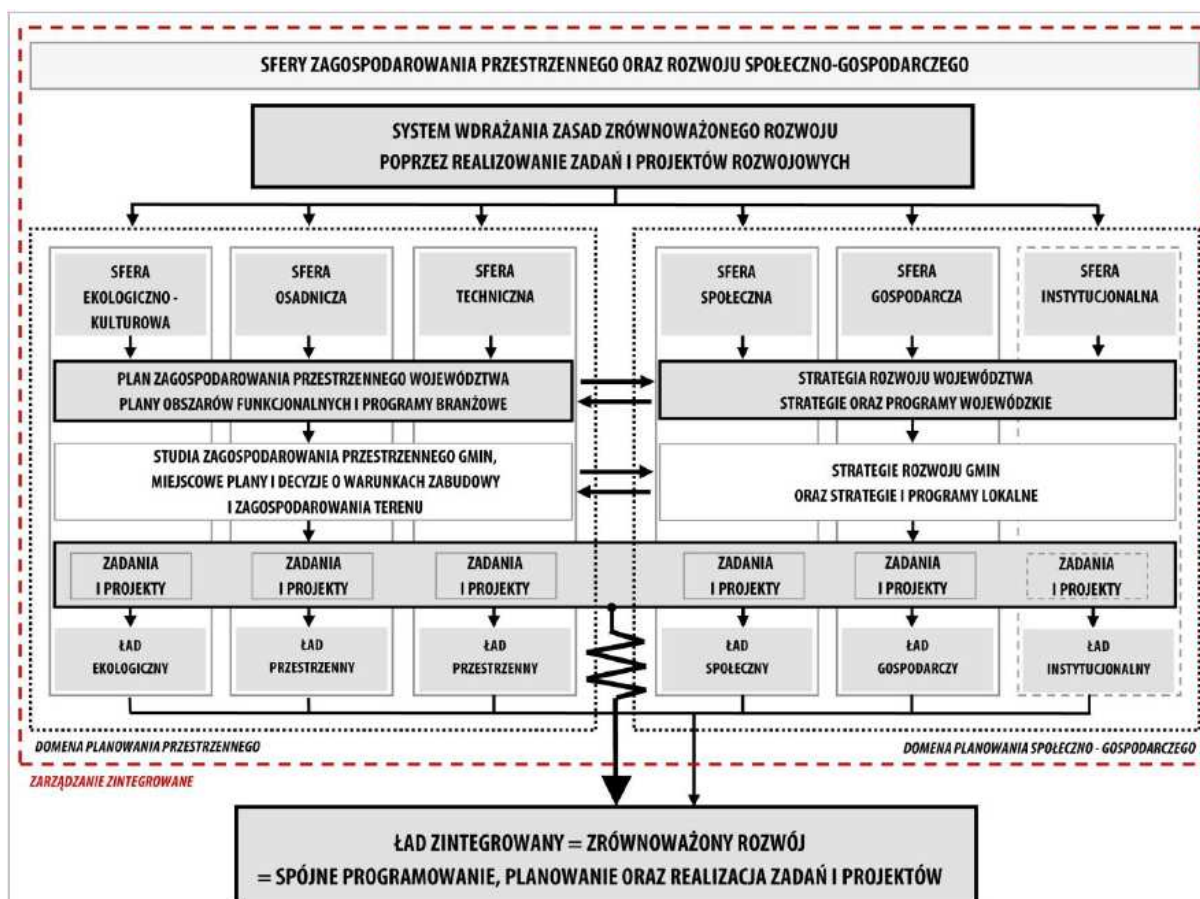 SFERY ZAGOSPODAROWANIA PRZESTRZENNEGO ORAZ ROZWOJU SPOŁECZNO-GOSPODARCZEGO
SYSTEM WDRAŻANIA ZASAD ZRÓWNOWAŻONEGO ROZWOJU
POPRZEZ REALIZOWANIE ZADAŃ I PROJEKTÓW ROZWOJOWYCH
SFERA
EKOLOGICZNO -
KULTUROWA
SFERA
OSADNICZA
SFERA
TECHNICZNA
SFERA
SPOŁECZNA
SFERA
GOSPODARCZA
SFERA
INSTYTUCJONALNA
PLAN ZAGOSPODAROWANIA PRZESTRZENNEGO WOJEWÓDZTWA
PLANY OBSZARÓW FUNKCJONALNYCH I PROGRAMY BRANŻOWE
STRATEGIA ROZWOJU WOJEWÓDZTWA
STRATEGIE ORAZ PROGRAMY WOJEWÓDZKIE
STUDIA ZAGOSPODAROWANIA PRZESTRZENNEGO GMIN,
MIEJSCOWE PLANY I DECYZJE O WARUNKACH ZABUDOWY
I ZAGOSPODAROWANIA TERENU
STRATEGIE ROZWOJU GMIN
ORAZ STRATEGIE I PROGRAMY LOKALNE
ZADANIA
I PROJEKTY
ZADANIA
I PROJEKTY
ZADANIA
I PROJEKTY
ZADANIA
I PROJEKTY
ZADANIA
I PROJEKTY
ZADANIA
I PROJEKTY
ŁAD
EKOLOGICZNY
ŁAD
PRZESTRZENNY
ŁAD
PRZESTRZENNY
ŁAD
SPOŁECZNY
ŁAD
GOSPODARCZY
ŁAD
INSTYTUCJONALNY
DOMENA PLANOWANIA PRZESTRZENNEGO
DOMENA PLANOWANIA SPOŁECZNO - GOSPODARCZEGO
ZARZĄDZANIE ZINTEGROWANE
ŁAD ZINTEGROWANY = ZRÓWNOWAŻONY ROZWÓJ
= SPÓJNE PROGRAMOWANIE, PLANOWANIE ORAZ REALIZACJA ZADAŃ I PROJEKTÓW